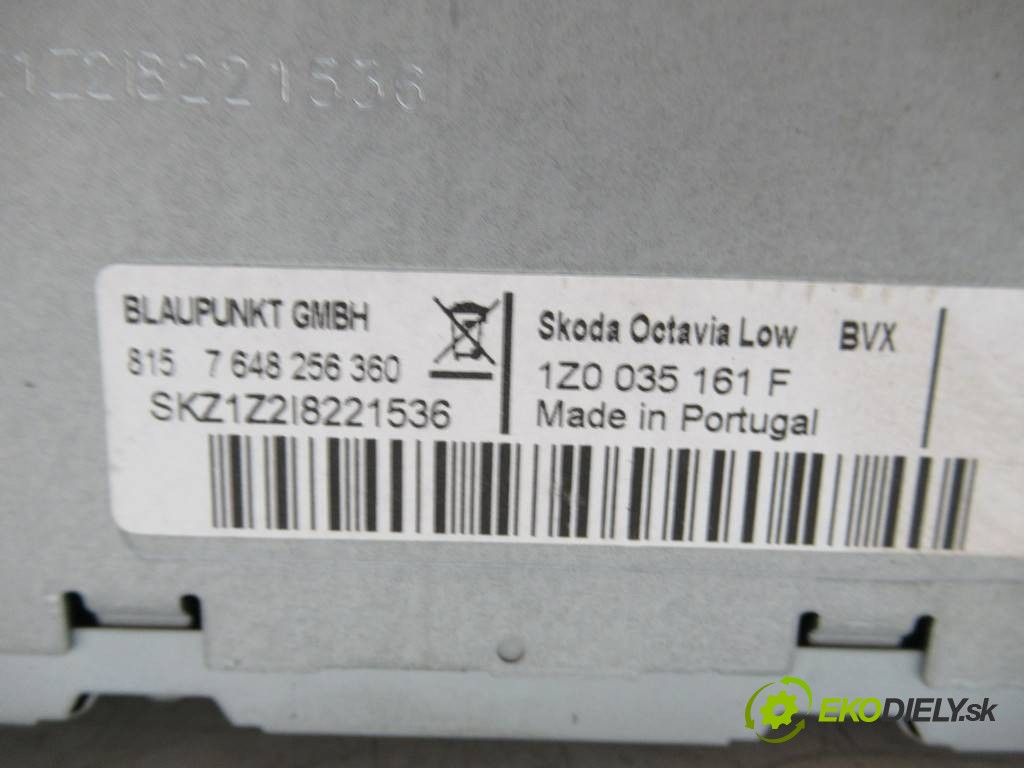 1Z2I8221536
BLAUPUNKT GMBH
815 7 648 256 360
SKZ1Z2I8221536
Skoda Octavia Low BVX
1Z0 035 161 F
Made in Portugal
EKODIELY.sk